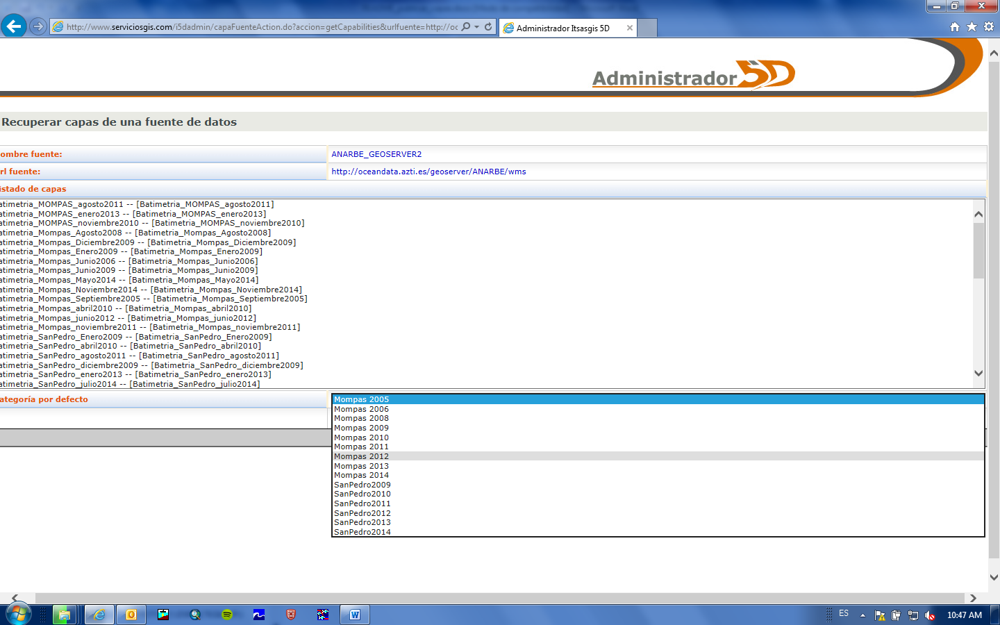 http://www.serviciosgis.com/i5dadmin/capaFuenteAction.do?accion=getCapabilities&urlfuente=http://oc
Administrador Itsasgis 5D
Administrador 5D
Recuperar capas de una fuente de datos
ombre fuente: ANARBE_GEOSERVER2
rl fuente: http://oceandata.azti.es/geoserver/ANARBE/wms
istado de capas
atimetria_MOMPAS_agosto2011 -- [Batimetria_MOMPAS_agosto2011]
atimetria_MOMPAS_enero2013 -- [Batimetria_MOMPAS_enero2013]
atimetria_MOMPAS_noviembre2010 -- [Batimetria_MOMPAS_noviembre2010]
atimetria_Mompas_Agosto2008 -- [Batimetria_Mompas_Agosto2008]
atimetria_Mompas_Diciembre2009 -- [Batimetria_Mompas_Diciembre2009]
atimetria_Mompas_Enero2009 -- [Batimetria_Mompas_Enero2009]
atimetria_Mompas_Junio2006 -- [Batimetria_Mompas_Junio2006]
atimetria_Mompas_Junio2009 -- [Batimetria_Mompas_Junio2009]
atimetria_Mompas_Mayo2014 -- [Batimetria_Mompas_Mayo2014]
atimetria_Mompas_Noviembre2014 -- [Batimetria_Mompas_Noviembre2014]
atimetria_Mompas_Septiembre2005 -- [Batimetria_Mompas_Septiembre2005]
atimetria_Mompas_abril2010 -- [Batimetria_Mompas_abril2010]
atimetria_Mompas_junio2012 -- [Batimetria_Mompas_junio2012]
atimetria_Mompas_noviembre2011 -- [Batimetria_Mompas_noviembre2011]
atimetria_SanPedro_Enero2009 -- [Batimetria_SanPedro_Enero2009]
atimetria_SanPedro_abril2010 -- [Batimetria_SanPedro_abril2010]
atimetria_SanPedro_agosto2011 -- [Batimetria_SanPedro_agosto2011]
atimetria_SanPedro_diciembre2009 -- [Batimetria_SanPedro_diciembre2009]
atimetria_SanPedro_enero2013 -- [Batimetria_SanPedro_enero2013]
atimetria_SanPedro_julio2014 -- [Batimetria_SanPedro_julio2014]
ategoría por defecto
Mompas 2005
Mompas 2006
Mompas 2008
Mompas 2009
Mompas 2010
Mompas 2011
Mompas 2012
Mompas 2013
Mompas 2014
SanPedro2009
SanPedro2010
SanPedro2011
SanPedro2012
SanPedro2013
SanPedro2014
ES
10:47 AM